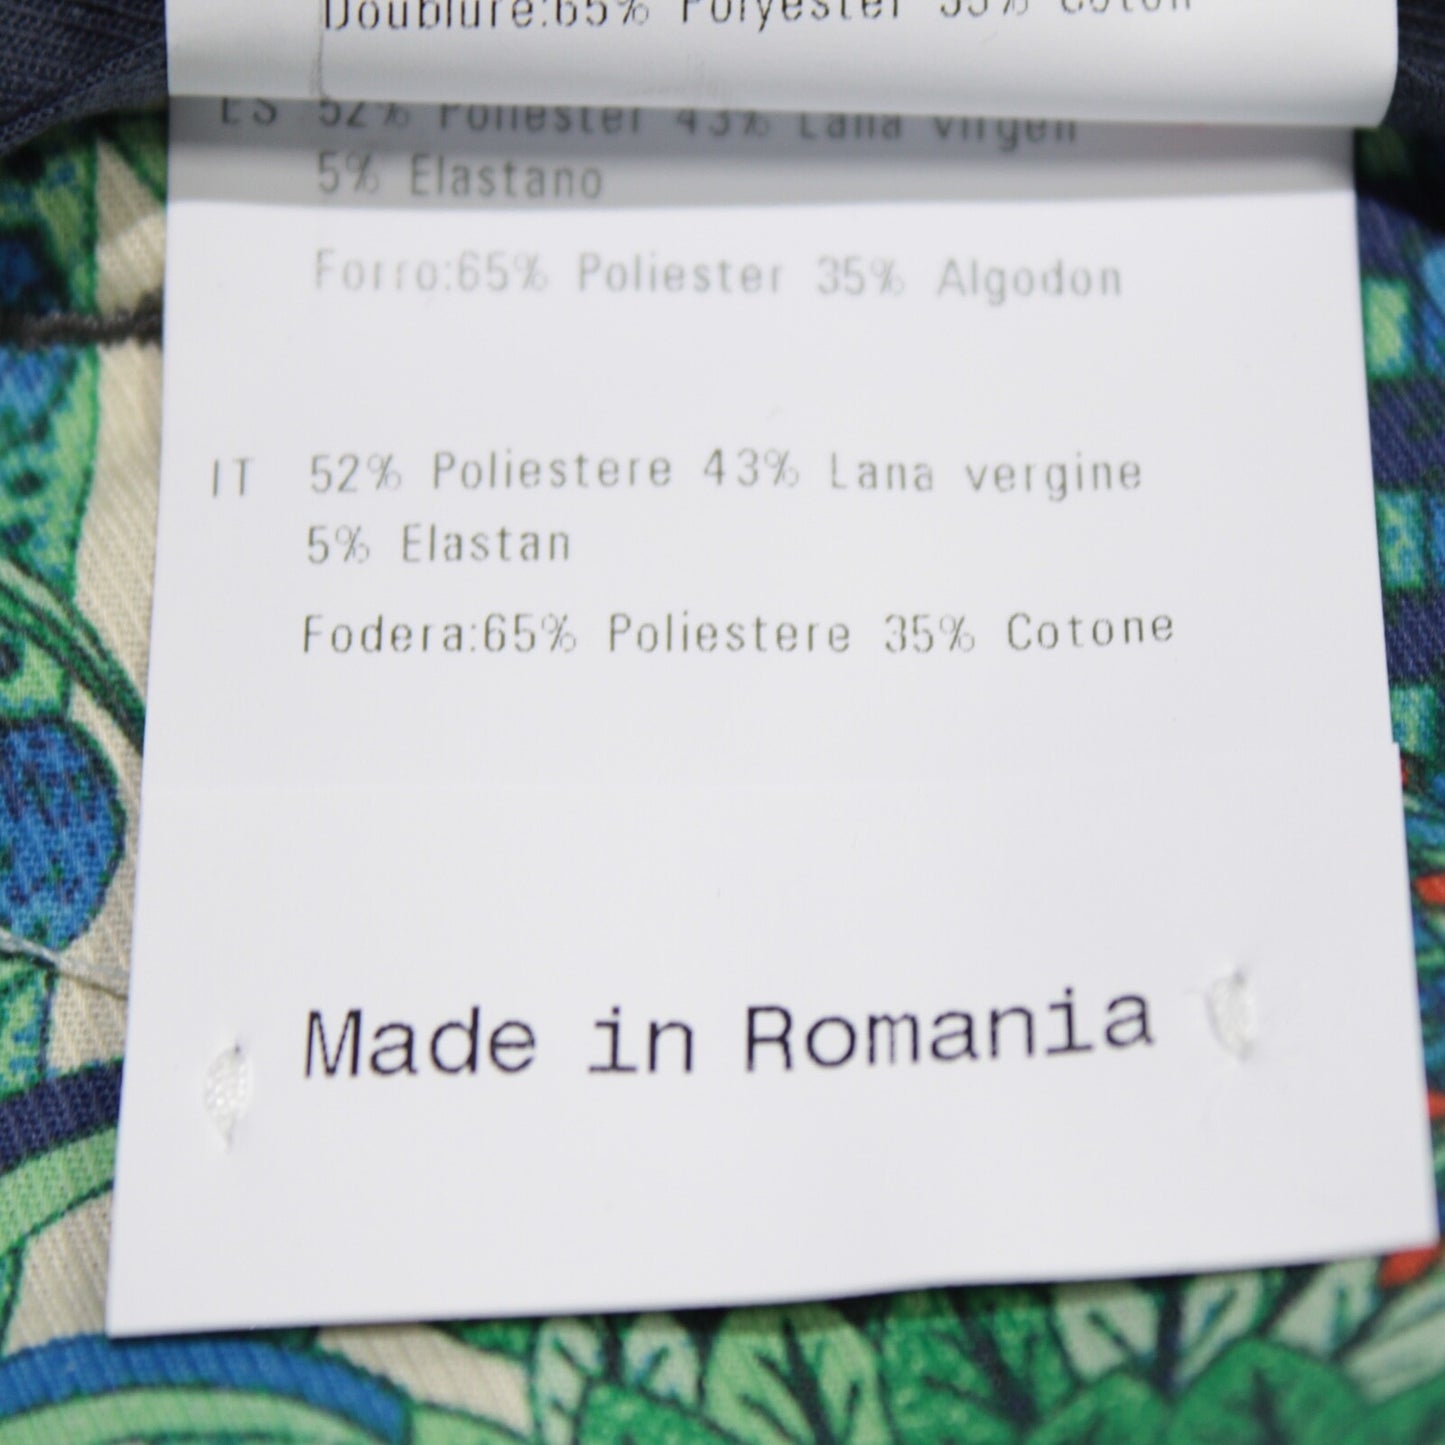 Doublure:65% Polyester 35% Coton
ES 52% Poliester 43% Lana virgen
5% Elastano
Forro:65% Poliester 35% Algodon
IT 52% Poliestere 43% Lana vergine
5% Elastan
Fodera:65% Poliestere 35% Cotone
Made in Romania